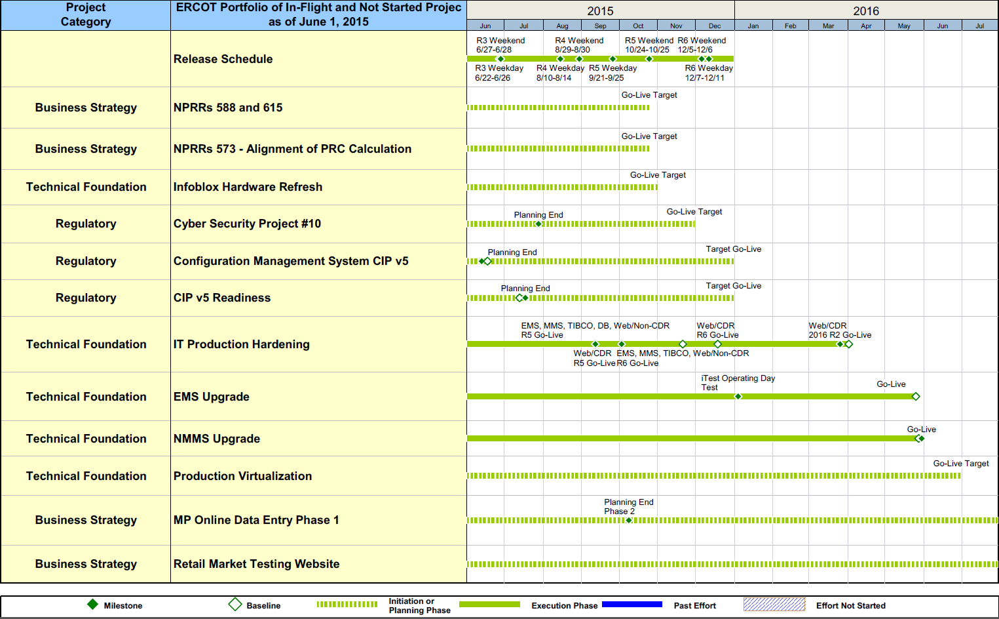 Project
Category
ERCOT Portfolio of In-Flight and Not Started Projec
as of June 1, 2015
2015
2016
Jun Jul Aug Sep Oct Nov Dec Jan Feb Mar Apr May Jun Jul
Release Schedule
R3 Weekend R4 Weekend R5 Weekend R6 Weekend
6/27-6/28 8/29-8/30 10/24-10/25 12/5-12/6
R3 Weekday R4 Weekday R5 Weekday R6 Weekday
6/22-6/26 8/10-8/14 9/21-9/25 12/7-12/11
Business Strategy
NPRRs 588 and 615
Go-Live Target
Business Strategy
NPRRs 573 - Alignment of PRC Calculation
Go-Live Target
Technical Foundation
Infoblox Hardware Refresh
Go-Live Target
Regulatory
Cyber Security Project #10
Planning End
Go-Live Target
Regulatory
Configuration Management System CIP v5
Planning End
Target Go-Live
Regulatory
CIP v5 Readiness
Planning End
Target Go-Live
Technical Foundation
IT Production Hardening
EMS, MMS, TIBCO, DB, Web/Non-CDR
R5 Go-Live
Web/CDR
R6 Go-Live
Web/CDR
2016 R2 Go-Live
Web/CDR
R5 Go-Live
EMS, MMS, TIBCO, Web/Non-CDR
R6 Go-Live
Technical Foundation
EMS Upgrade
iTest Operating Day
Test
Go-Live
Technical Foundation
NMMS Upgrade
Go-Live
Technical Foundation
Production Virtualization
Go-Live Target
Business Strategy
MP Online Data Entry Phase 1
Planning End
Phase 2
Business Strategy
Retail Market Testing Website
Milestone
Baseline
Initiation or
Planning Phase
Execution Phase
Past Effort
Effort Not Started